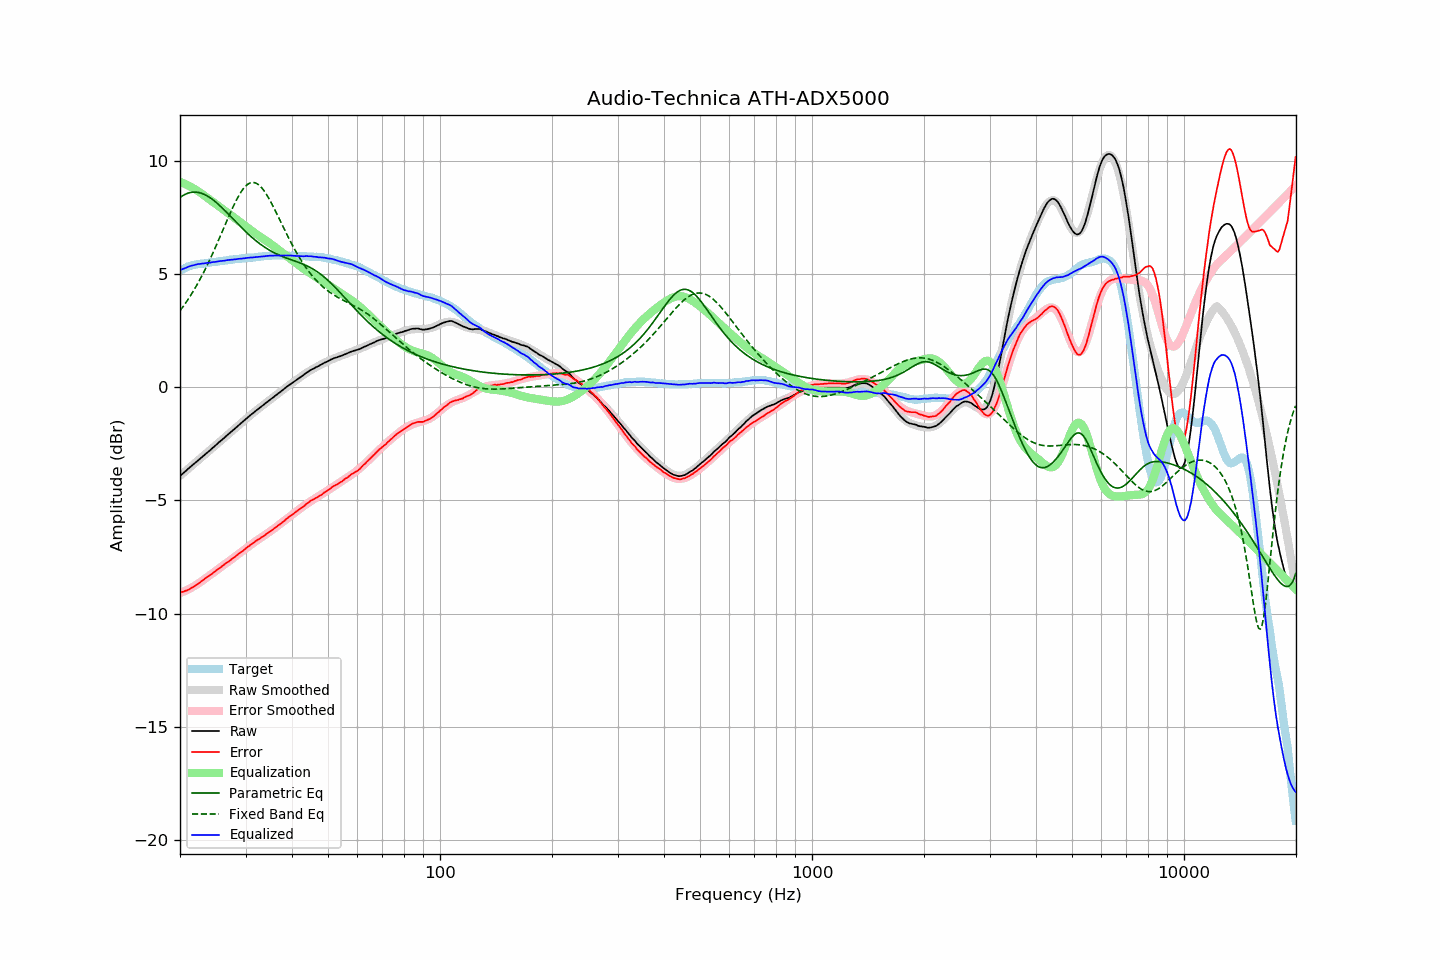 Audio-Technica ATH-ADX5000
Amplitude (dBr)
10
5
0
−5
−10
−15
−20
Target
Raw Smoothed
Error Smoothed
Raw
Error
Equalization
Parametric Eq
Fixed Band Eq
Equalized
100
1000
10000
Frequency (Hz)